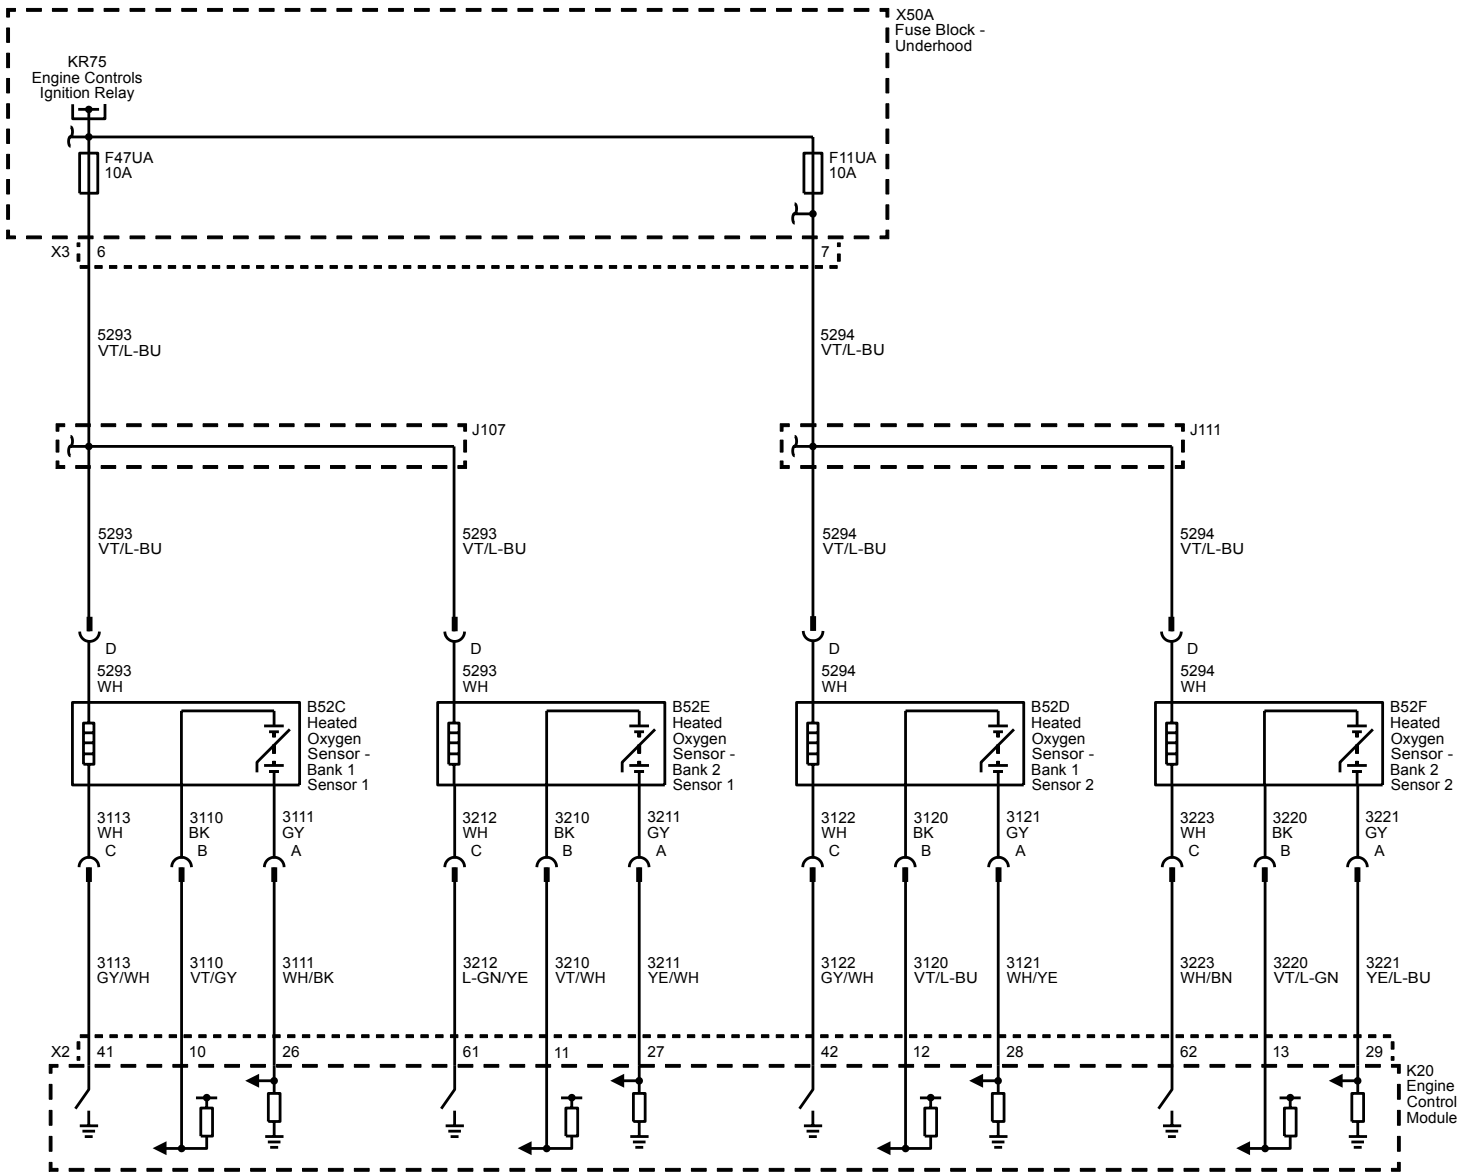 X50A
Fuse Block -
Underhood
KR75
Engine Controls
Ignition Relay
F47UA
10A
F11UA
10A
X3
6
7
5293
VT/L-BU
5294
VT/L-BU
J107
J111
5293
VT/L-BU
5293
VT/L-BU
5294
VT/L-BU
5294
VT/L-BU
D
D
D
D
5293
WH
5293
WH
5294
WH
5294
WH
B52C
Heated
Oxygen
Sensor -
Bank 1
Sensor 1
B52E
Heated
Oxygen
Sensor -
Bank 2
Sensor 1
B52D
Heated
Oxygen
Sensor -
Bank 1
Sensor 2
B52F
Heated
Oxygen
Sensor -
Bank 2
Sensor 2
3113
WH
C
3110
BK
B
3111
GY
A
3212
WH
C
3210
BK
B
3211
GY
A
3122
WH
C
3120
BK
B
3121
GY
A
3223
WH
C
3220
BK
B
3221
GY
A
3113
GY/WH
3110
VT/GY
3111
WH/BK
3212
L-GN/YE
3210
VT/WH
3211
YE/WH
3122
GY/WH
3120
VT/L-BU
3121
WH/YE
3223
WH/BN
3220
VT/L-GN
3221
YE/L-BU
X2
41
10
26
61
11
27
42
12
28
62
13
29
K20
Engine
Control
Module